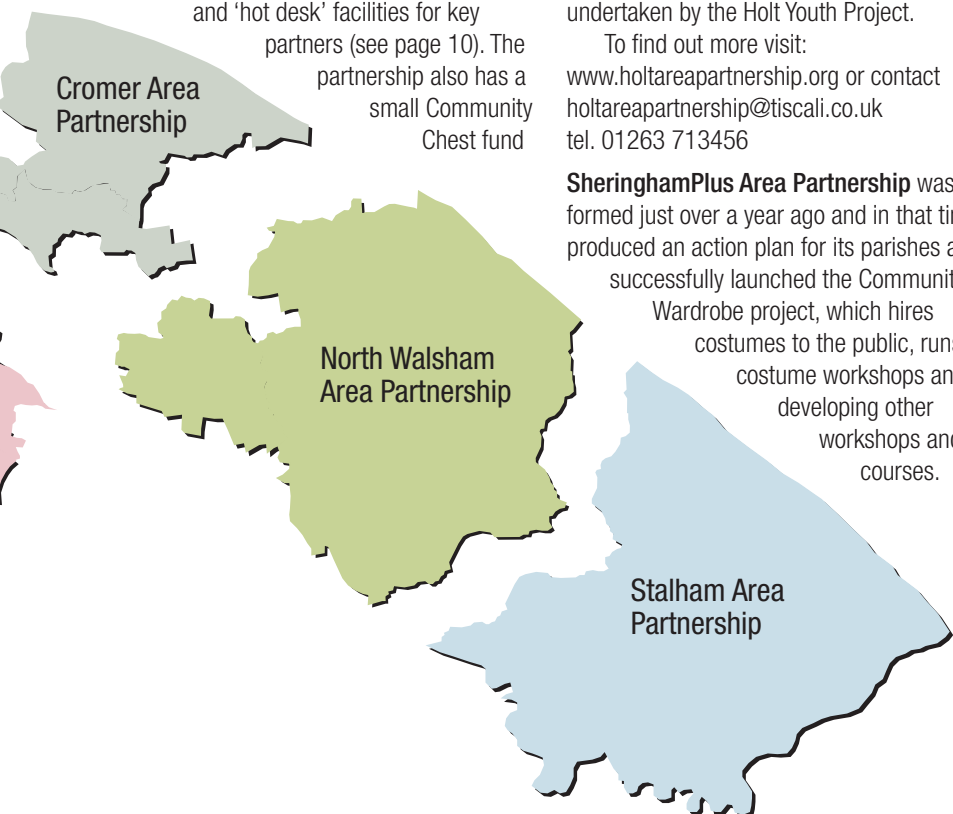 and ‘hot desk’ facilities for key
partners (see page 10). The
partnership also has a
small Community
Chest fund
undertaken by the Holt Youth Project.
To find out more visit:
www.holtareapartnership.org or contact
holtareapartnership@tiscali.co.uk
tel. 01263 713456
SheringhamPlus Area Partnership was
formed just over a year ago and in that
produced an action plan for its parishes
successfully launched the
Wardrobe project, which hires
costumes to the public,
costume workshops
developing other
workshops
courses.
Cromer Area
Partnership
North Walsham
Area Partnership
Stalham Area
Partnership